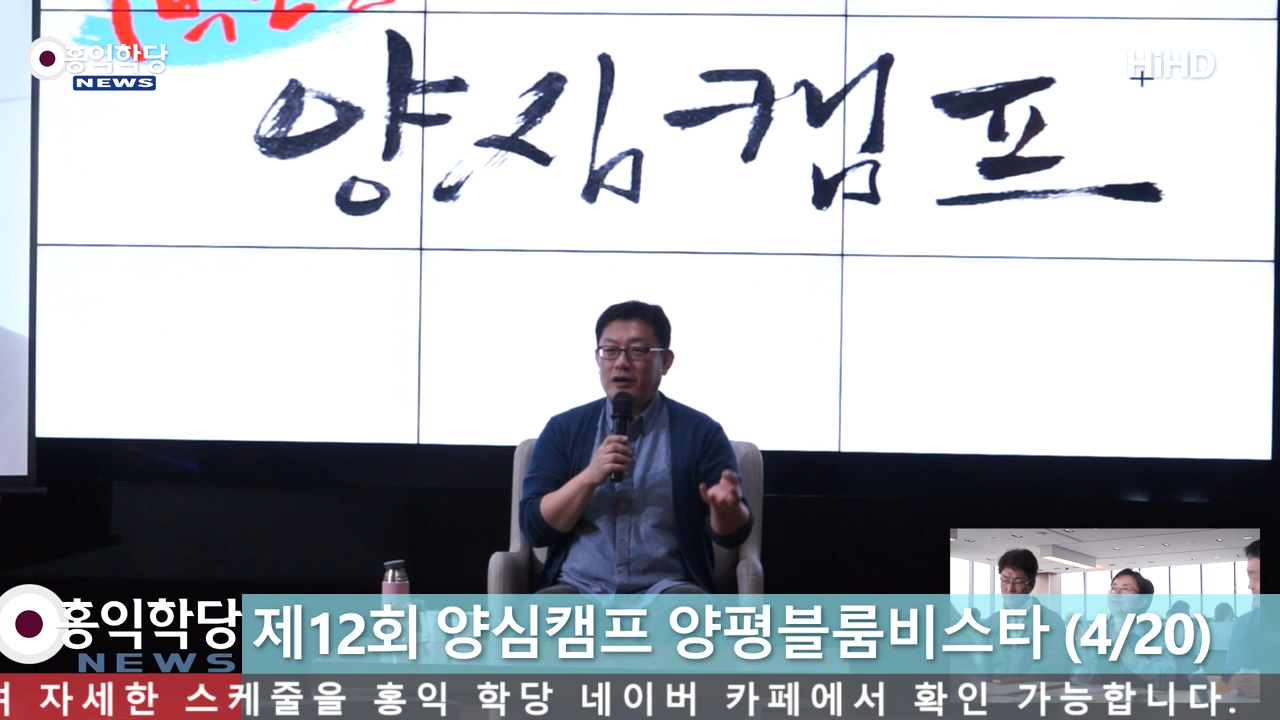 홍익학당
NEWS
HiHD
양심캠프
홍익학당
NEWS
제12회 양심캠프 양평블룸비스타 (4/20)
자세한 스케줄을 홍익 학당 네이버 카페에서 확인 가능합니다.